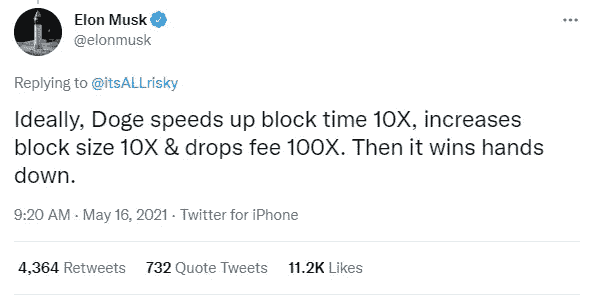 Elon Musk
@elonmusk
Replying to @itsALLrisky
Ideally, Doge speeds up block time 10X, increases
block size 10X & drops fee 100X. Then it wins hands
down.
9:20 AM · May 16, 2021 · Twitter for iPhone
4,364 Retweets 732 Quote Tweets 11.2K Likes